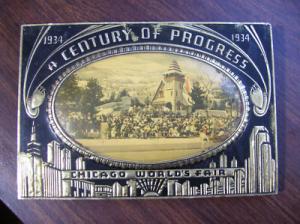 1934 1934
A CENTURY OF PROGRESS
CHICAGO WORLD'S FAIR